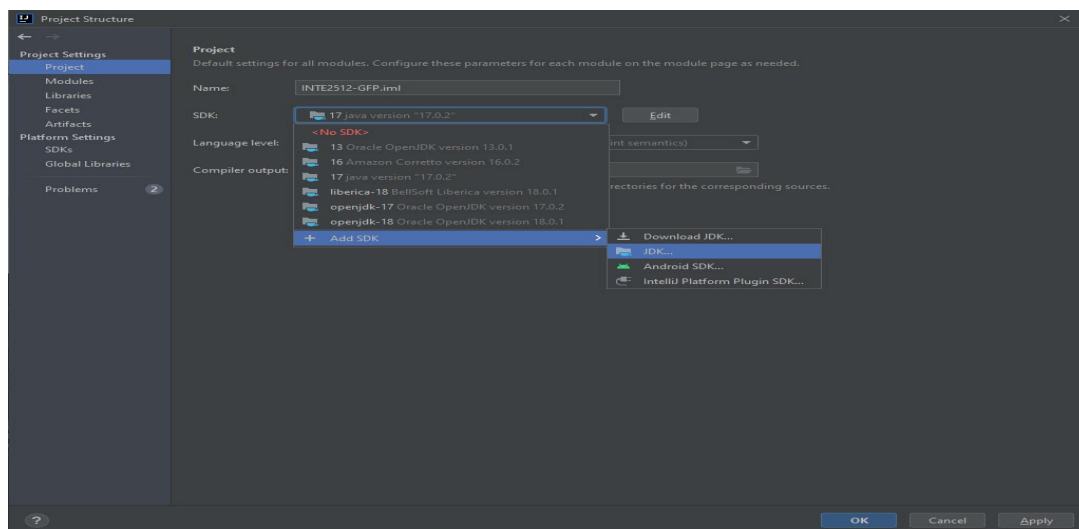 Project Structure
Project Settings
Project
Modules
Libraries
Facets
Artifacts
Platform Settings
SDKs
Global Libraries
Problems 2
Project
Default settings for all modules. Configure these parameters for each module on the module page as needed.
Name: INTE2512-GFP.iml
SDK: 17 java version "17.0.2" Edit
<No SDK>
Language level: int semantics)
13 Oracle OpenJDK version 13.0.1
16 Amazon Corretto version 16.0.2
Compiler output:
17 java version "17.0.2"
rectories for the corresponding sources.
liberica-18 BellSoft Liberica version 18.0.1
openjdk-17 Oracle OpenJDK version 17.0.2
openjdk-18 Oracle OpenJDK version 18.0.1
+ Add SDK >
Download JDK...
JDK...
Android SDK...
IntelliJ Platform Plugin SDK...
? OK Cancel Apply